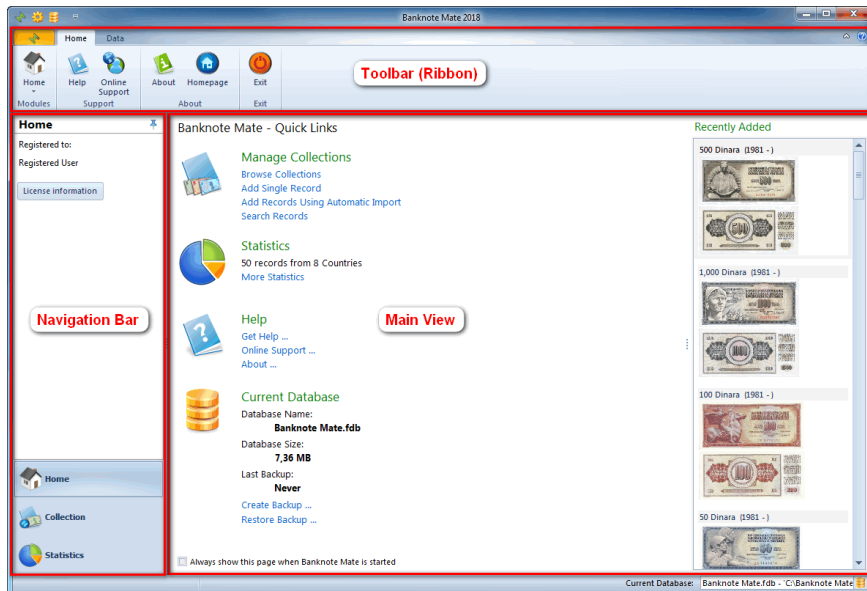 Banknote Mate 2018
Home Data
Home
Help
Online Support
About
Homepage
Exit
Modules
Support
About
Exit
Toolbar (Ribbon)
Home
Registered to:
Registered User
License information
Navigation Bar
Home
Collection
Statistics
Banknote Mate - Quick Links
Manage Collections
Browse Collections
Add Single Record
Add Records Using Automatic Import
Search Records
Statistics
50 records from 8 Countries
More Statistics
Help
Get Help ...
Online Support ...
About ...
Main View
Current Database
Database Name:
Banknote Mate.fdb
Database Size:
7,36 MB
Last Backup:
Never
Create Backup ...
Restore Backup ...
Always show this page when Banknote Mate is started
Recently Added
500 Dinara (1981 - )
500
1,000 Dinara (1981 - )
1000
100 Dinara (1981 - )
100
50 Dinara (1981 - )
50
Current Database: Banknote Mate.fdb - 'C:\Banknote Mate